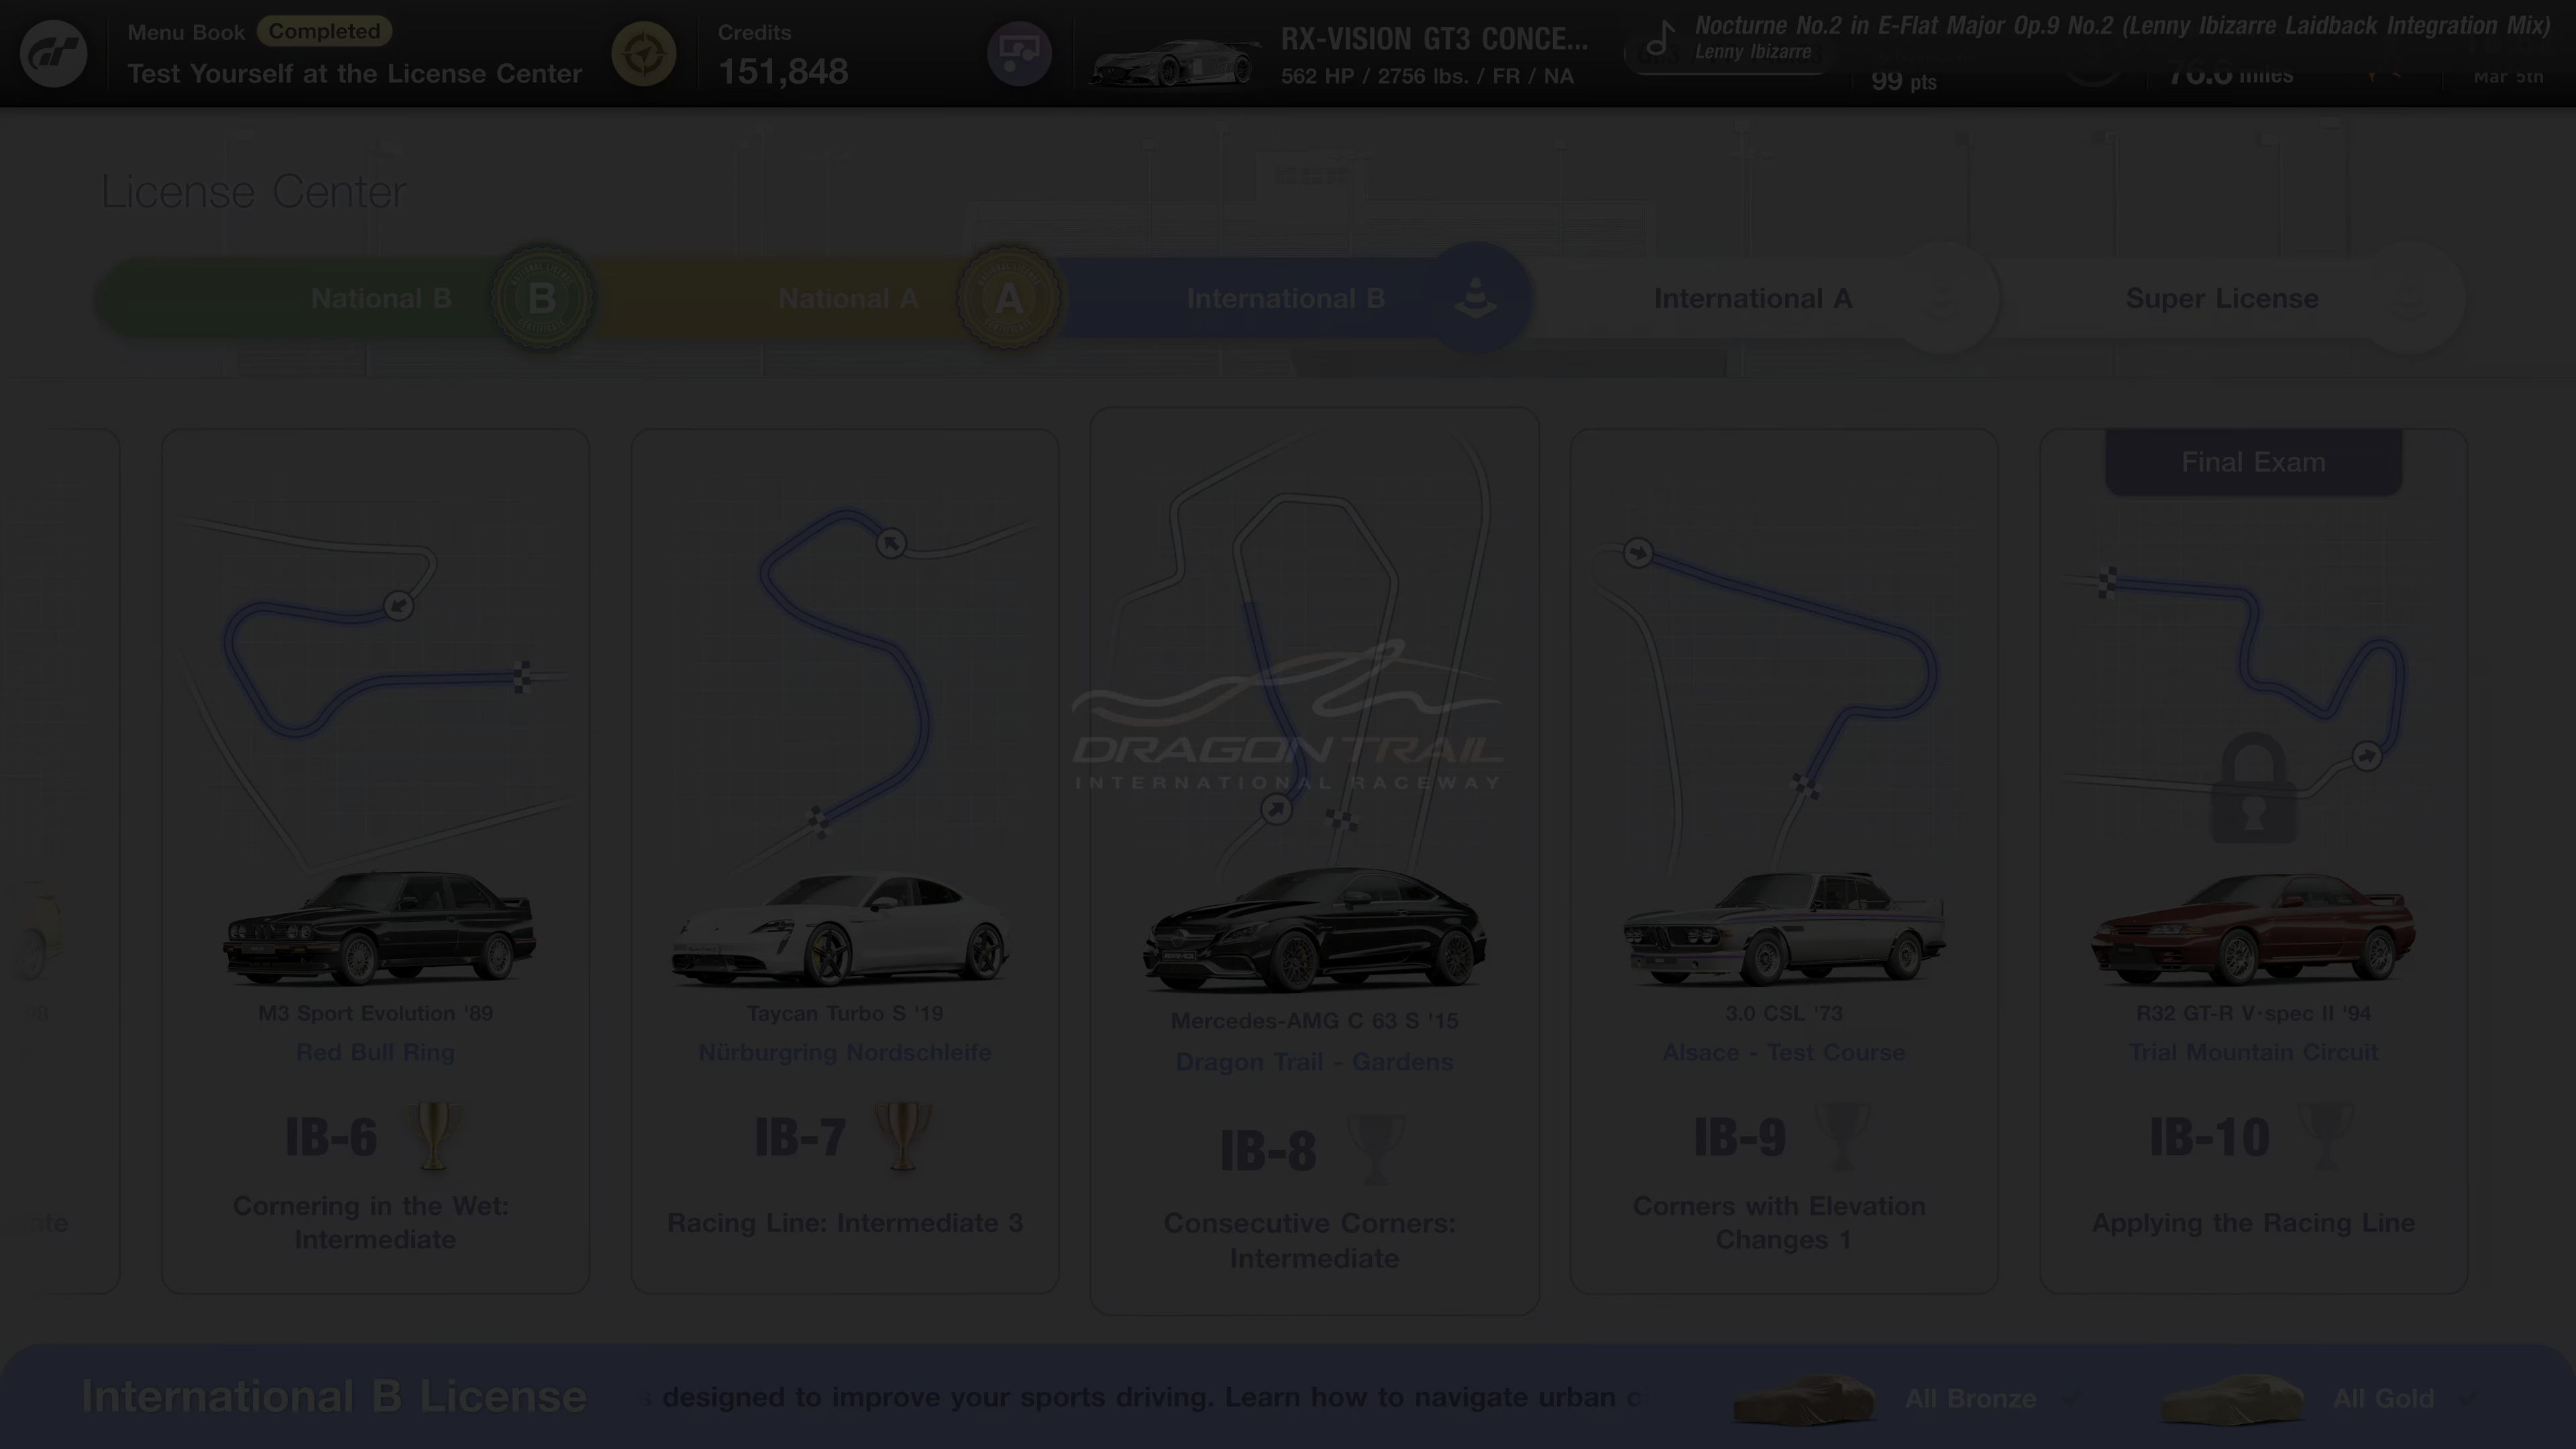 Menu Book Completed
Test Yourself at the License Center
Credits
151,848
RX-VISION GT3 CONCE...
562 HP / 2756 lbs. / FR / NA
Nocturne No.2 in E-Flat Major Op.9 No.2 (Lenny Ibizarre Laidback Integration Mix)
Lenny Ibizarre
99 pts
76.6 miles
Mar 5th
License Center
National B
B
National A
A
International B
International A
Super License
Final Exam
DRAGON TRAIL
INTERNATIONAL RACEWAY
M3 Sport Evolution '89
Red Bull Ring
IB-6
Cornering in the Wet:
Intermediate
Taycan Turbo S '19
Nürburgring Nordschleife
IB-7
Racing Line: Intermediate 3
Mercedes-AMG C 63 S '15
Dragon Trail - Gardens
IB-8
Consecutive Corners:
Intermediate
3.0 CSL '73
Alsace - Test Course
IB-9
Corners with Elevation
Changes 1
R32 GT-R V·spec II '94
Trial Mountain Circuit
IB-10
Applying the Racing Line
International B License
designed to improve your sports driving. Learn how to navigate urban
All Bronze
All Gold